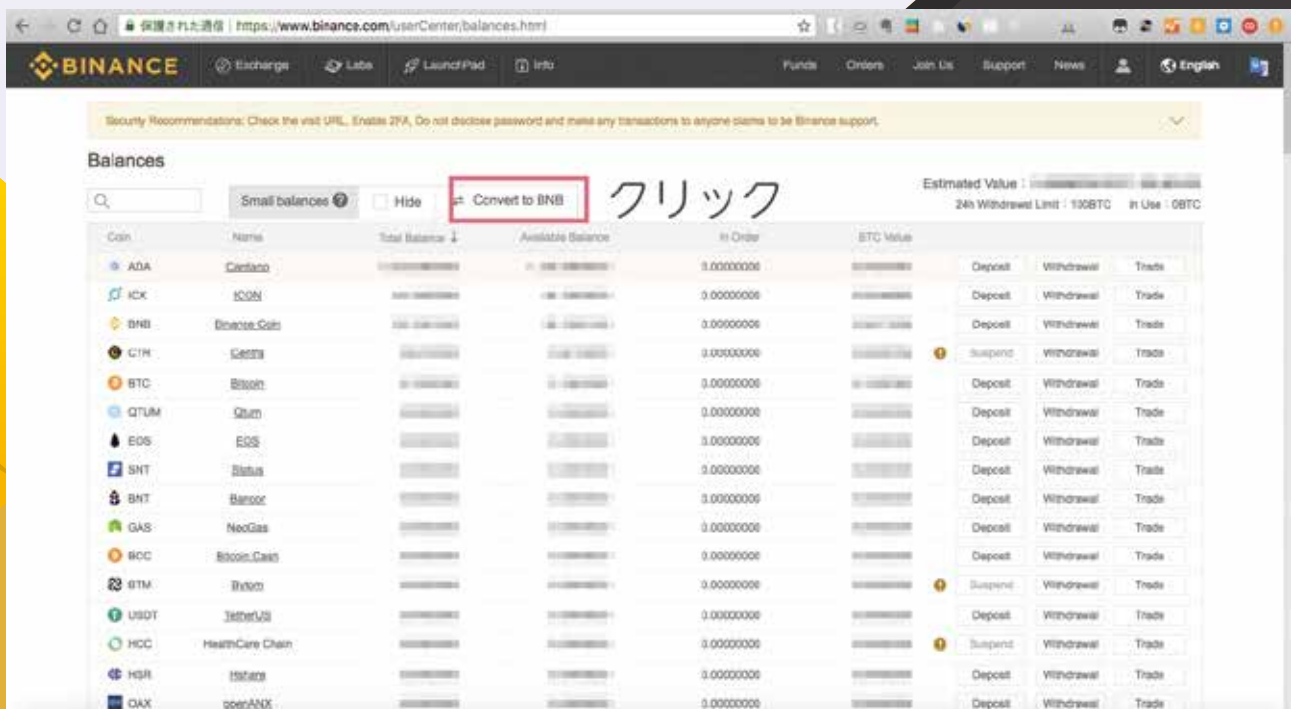 保護された通信 https://www.binance.com/userCenter/balances.html
BINANCE Exchange Labs LaunchPad Info Funds Orders Join Us Support News English
Security Recommendations: Check the visit URL, Enable 2FA, Do not disclose password and make any transactions to anyone claims to be Binance support.
Balances
Small balances ? Hide Convert to BNB クリック
Estimated Value :
24h Withdrawal Limit : 100BTC In Use : 0BTC
Coin Name Total Balance ↓ Available Balance In Order BTC Value
ADA Cardano 0.00000000 Deposit Withdrawal Trade
ICX ICON 0.00000000 Deposit Withdrawal Trade
BNB Binance Coin 0.00000000 Deposit Withdrawal Trade
CTR Centra 0.00000000 Suspend Withdrawal Trade
BTC Bitcoin 0.00000000 Deposit Withdrawal Trade
QTUM Qtum 0.00000000 Deposit Withdrawal Trade
EOS EOS 0.00000000 Deposit Withdrawal Trade
SNT Status 0.00000000 Deposit Withdrawal Trade
BNT Bancor 0.00000000 Deposit Withdrawal Trade
GAS NeoGas 0.00000000 Deposit Withdrawal Trade
BCC Bitcoin Cash 0.00000000 Deposit Withdrawal Trade
BTM Bytom 0.00000000 Suspend Withdrawal Trade
USDT TetherUS 0.00000000 Deposit Withdrawal Trade
HCC HealthCare Chain 0.00000000 Suspend Withdrawal Trade
HSR Hshare 0.00000000 Deposit Withdrawal Trade
OAX openANX 0.00000000 Deposit Withdrawal Trade